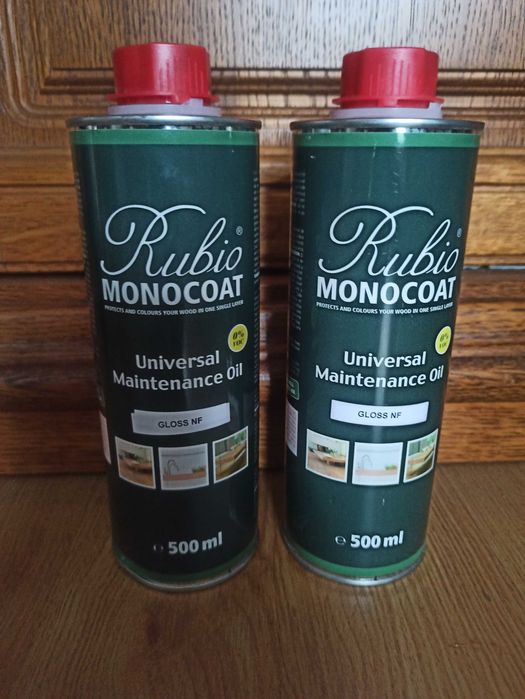 Rubio®
MONOCOAT
PROTECTS AND COLOURS YOUR WOOD IN ONE SINGLE LAYER
0%
VOC
Universal
Maintenance Oil
GLOSS NF
e 500 ml
Rubio®
MONOCOAT
PROTECTS AND COLOURS YOUR WOOD IN ONE SINGLE LAYER
0%
VOC
Universal
Maintenance Oil
GLOSS NF
e 500 ml